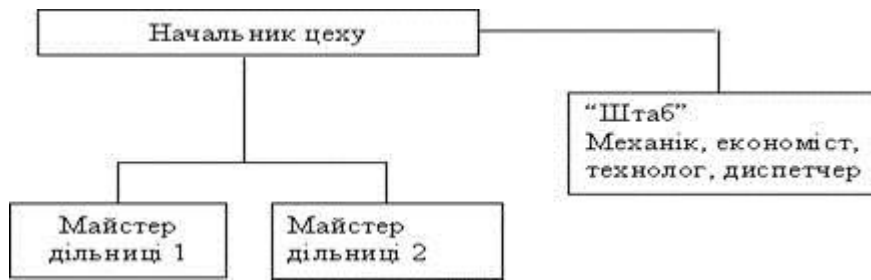 Начальник цеху
“Штаб”
Механік, економіст,
технолог, диспетчер
Майстер
дільниці 1
Майстер
дільниці 2